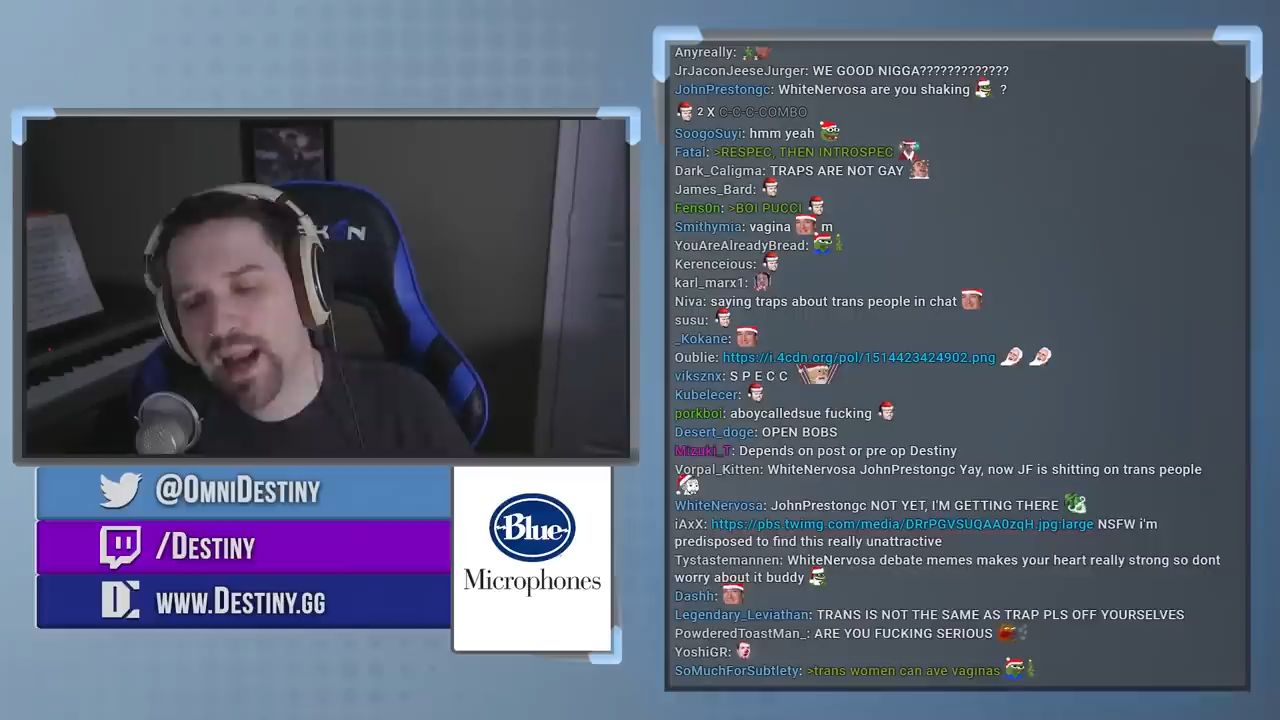 @OmniDestiny
/Destiny
www.Destiny.gg
Blue
Microphones
Anyreally:
JrJaconJeeseJurger: WE GOOD NIGGA?????????????
JohnPrestongc: WhiteNervosa are you shaking ?
2 X C-C-C-COMBO
SoogoSuyi: hmm yeah
Fatal: >RESPEC, THEN INTROSPEC
Dark_Caligma: TRAPS ARE NOT GAY
James_Bard:
Fens0n: >BOI PUCCI
Smithymia: vagina m
YouAreAlreadyBread:
Kerenceious:
karl_marx1:
Niva: saying traps about trans people in chat
susu:
_Kokane:
Oublie: https://i.4cdn.org/pol/1514423424902.png
viksznx: S P E C C
Kubelecer:
porkboi: aboycalledsue fucking
Desert_doge: OPEN BOBS
Mizuki_T: Depends on post or pre op Destiny
Vorpal_Kitten: WhiteNervosa JohnPrestongc Yay, now JF is shitting on trans people
WhiteNervosa: JohnPrestongc NOT YET, I'M GETTING THERE
iAxX: https://pbs.twimg.com/media/DRrPGVSUQAA0zqH.jpg:large NSFW i'm
predisposed to find this really unattractive
Tystastemannen: WhiteNervosa debate memes makes your heart really strong so dont
worry about it buddy
Dashh:
Legendary_Leviathan: TRANS IS NOT THE SAME AS TRAP PLS OFF YOURSELVES
PowderedToastMan_: ARE YOU FUCKING SERIOUS
YoshiGR:
SoMuchForSubtlety: >trans women can ave vaginas